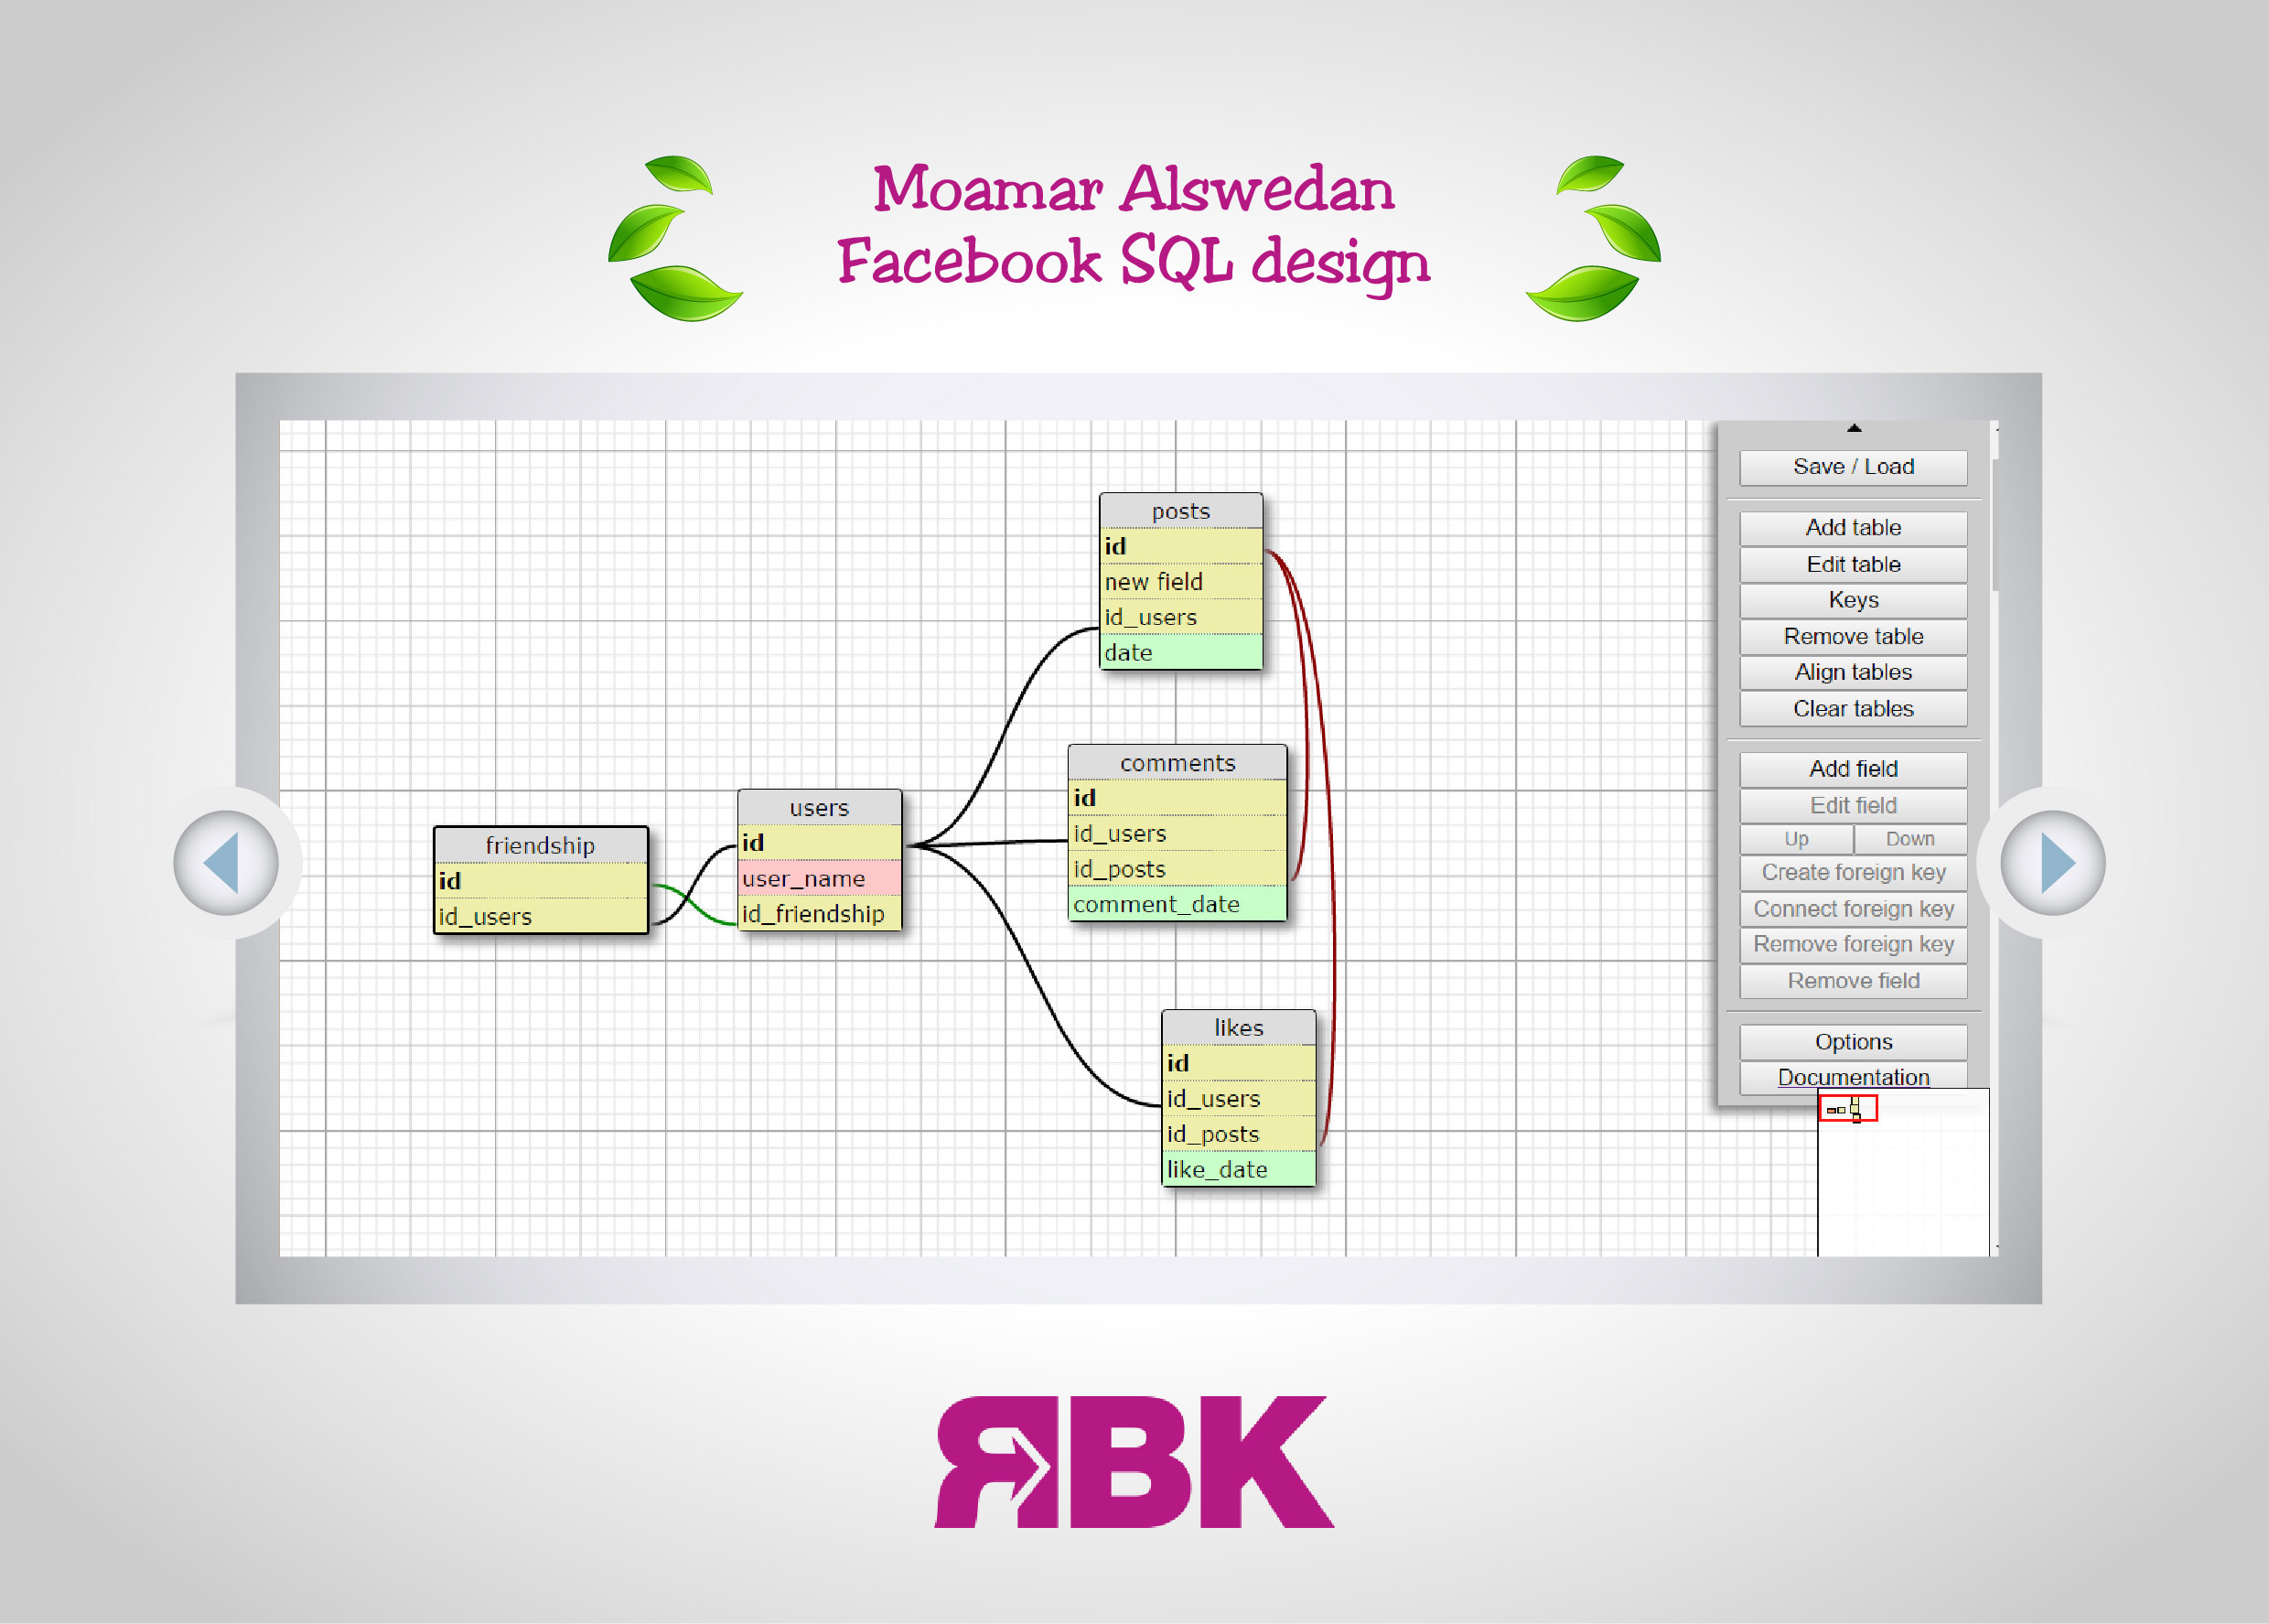 Moamar Alswedan
Facebook SQL design
posts
id
new field
id_users
date
comments
id
id_users
id_posts
comment_date
users
id
user_name
id_friendship
friendship
id
id_users
likes
id
id_users
id_posts
like_date
Save / Load
Add table
Edit table
Keys
Remove table
Align tables
Clear tables
Add field
Edit field
Up Down
Create foreign key
Connect foreign key
Remove foreign key
Remove field
Options
Documentation
RBK